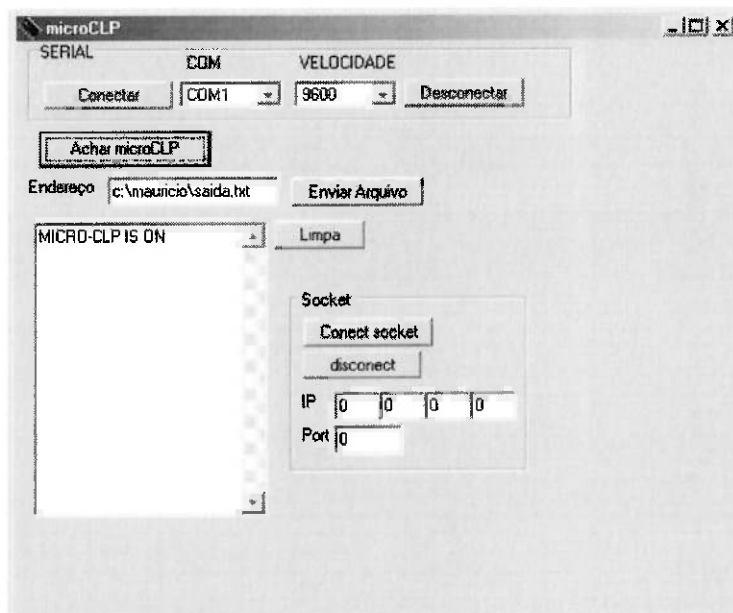 microCLP
SERIAL
COM VELOCIDADE
Conectar COM1 9600 Desconectar
Achar microCLP
Endereço c:\mauricio\saida.txt Enviar Arquivo
MICRO-CLP IS ON Limpa
Socket
Conect socket
disconect
IP 0 0 0 0
Port 0